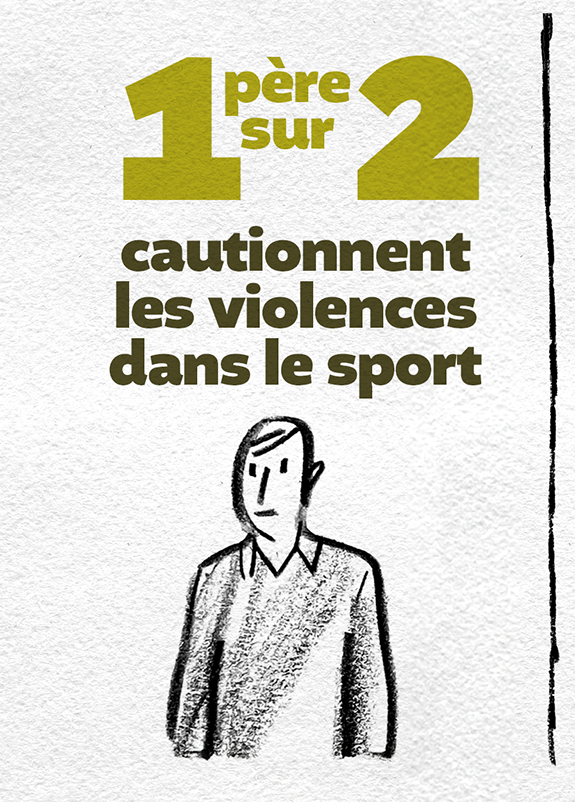 1 père sur 2
cautionnent
les violences
dans le sport